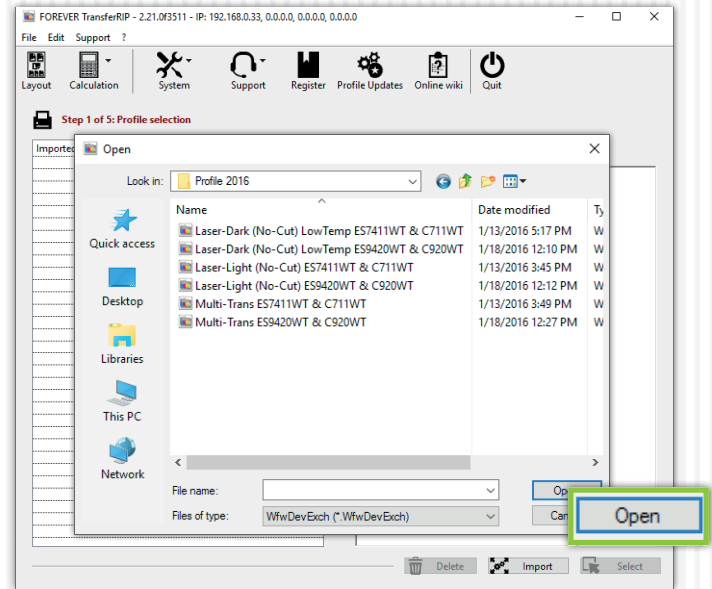 FOREVER TransferRIP - 2.21.0f3511 - IP: 192.168.0.33, 0.0.0.0, 0.0.0.0, 0.0.0.0
File Edit Support ?
Layout Calculation System Support Register Profile Updates Online wiki Quit
Step 1 of 5: Profile selection
Imported
Open
Look in: Profile 2016
Name Date modified Ty
Quick access
Desktop
Libraries
This PC
Network
Laser-Dark (No-Cut) LowTemp ES7411WT & C711WT 1/13/2016 5:17 PM W
Laser-Dark (No-Cut) LowTemp ES9420WT & C920WT 1/18/2016 12:10 PM W
Laser-Light (No-Cut) ES7411WT & C711WT 1/13/2016 3:45 PM W
Laser-Light (No-Cut) ES9420WT & C920WT 1/18/2016 12:12 PM W
Multi-Trans ES7411WT & C711WT 1/13/2016 3:49 PM W
Multi-Trans ES9420WT & C920WT 1/18/2016 12:27 PM W
File name: Op
Files of type: WfwDevExch (*.WfwDevExch) Can
Open
Delete Import Select